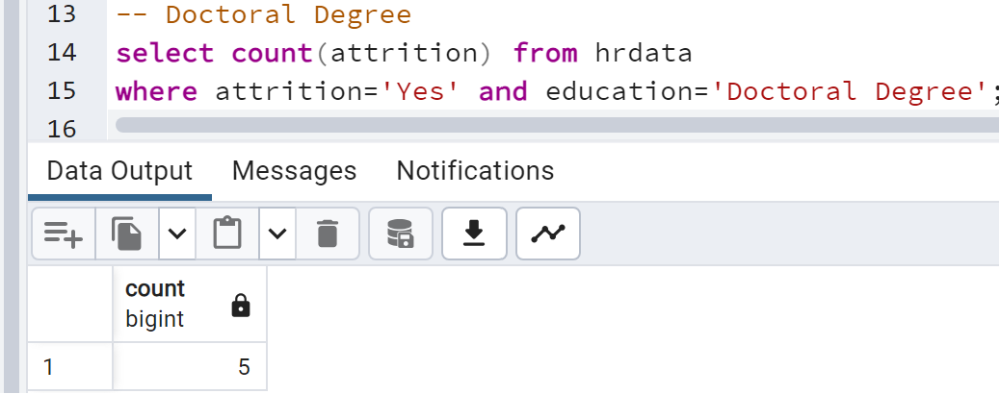 13 -- Doctoral Degree
14 select count(attrition) from hrdata
15 where attrition='Yes' and education='Doctoral Degree';
16
Data Output Messages Notifications
count
bigint
1 5